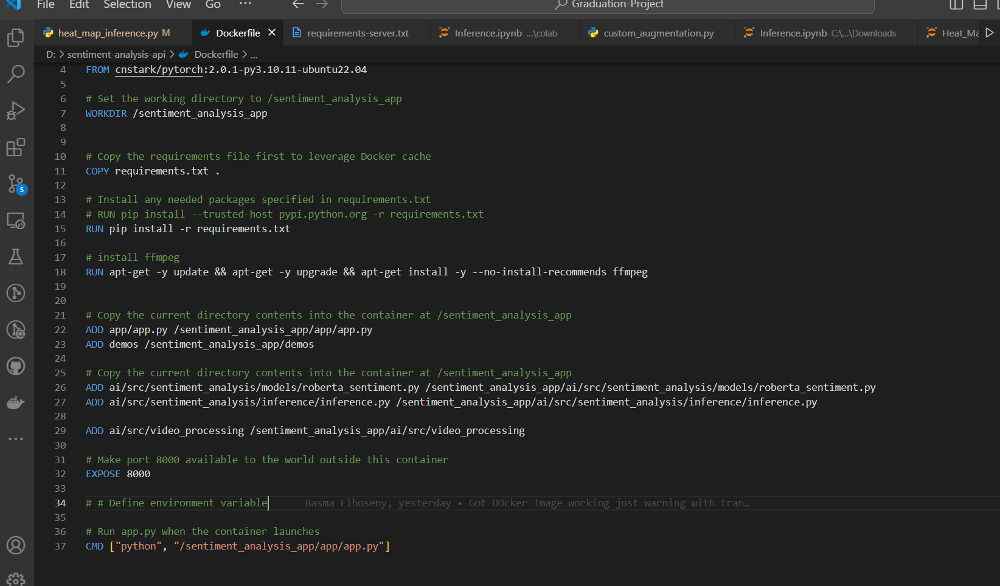 File Edit Selection View Go ··· Graduation-Project
heat_map_inference.py M Dockerfile requirements-server.txt Inference.ipynb ...\colab custom_augmentation.py Inference.ipynb C:\...\Downloads Heat_Ma
D: > sentiment-analysis-api > Dockerfile > ...
4 FROM cnstark/pytorch:2.0.1-py3.10.11-ubuntu22.04
5
6 # Set the working directory to /sentiment_analysis_app
7 WORKDIR /sentiment_analysis_app
8
9
10 # Copy the requirements file first to leverage Docker cache
11 COPY requirements.txt .
12
13 # Install any needed packages specified in requirements.txt
14 # RUN pip install --trusted-host pypi.python.org -r requirements.txt
15 RUN pip install -r requirements.txt
16
17 # install ffmpeg
18 RUN apt-get -y update && apt-get -y upgrade && apt-get install -y --no-install-recommends ffmpeg
19
20
21 # Copy the current directory contents into the container at /sentiment_analysis_app
22 ADD app/app.py /sentiment_analysis_app/app/app.py
23 ADD demos /sentiment_analysis_app/demos
24
25 # Copy the current directory contents into the container at /sentiment_analysis_app
26 ADD ai/src/sentiment_analysis/models/roberta_sentiment.py /sentiment_analysis_app/ai/src/sentiment_analysis/models/roberta_sentiment.py
27 ADD ai/src/sentiment_analysis/inference/inference.py /sentiment_analysis_app/ai/src/sentiment_analysis/inference/inference.py
28
29 ADD ai/src/video_processing /sentiment_analysis_app/ai/src/video_processing
30
31 # Make port 8000 available to the world outside this container
32 EXPOSE 8000
33
34 # # Define environment variable Basma Elhoseny, yesterday • Got DOcker Image working just warning with tran…
35
36 # Run app.py when the container launches
37 CMD ["python", "/sentiment_analysis_app/app/app.py"]
5